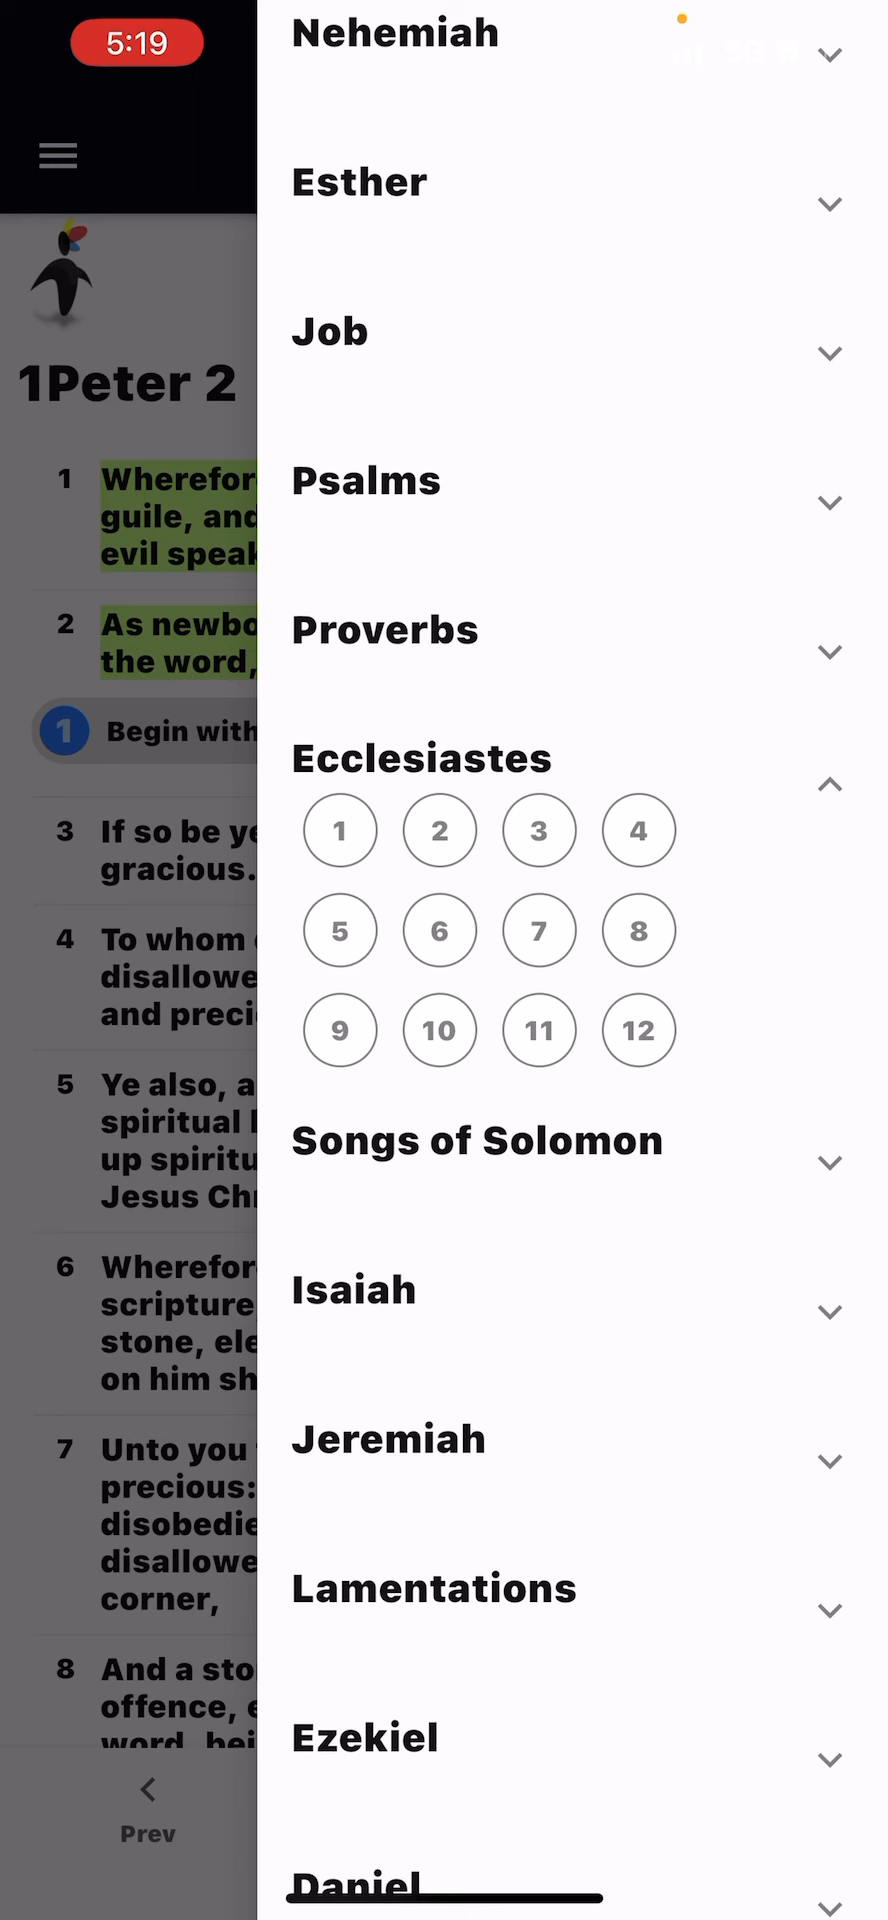 5:19
1Peter 2
1 Wherefor
guile, and
evil speak
2 As newbo
the word,
1 Begin with
3 If so be ye
gracious.
4 To whom
disallowe
and preci
5 Ye also, a
spiritual
up spiritu
Jesus Chr
6 Wherefor
scripture
stone, ele
on him sh
7 Unto you
precious:
disobedie
disallowe
corner,
8 And a sto
offence, e
word, bei
Prev
Nehemiah
Esther
Job
Psalms
Proverbs
Ecclesiastes
1 2 3 4
5 6 7 8
9 10 11 12
Songs of Solomon
Isaiah
Jeremiah
Lamentations
Ezekiel
Daniel